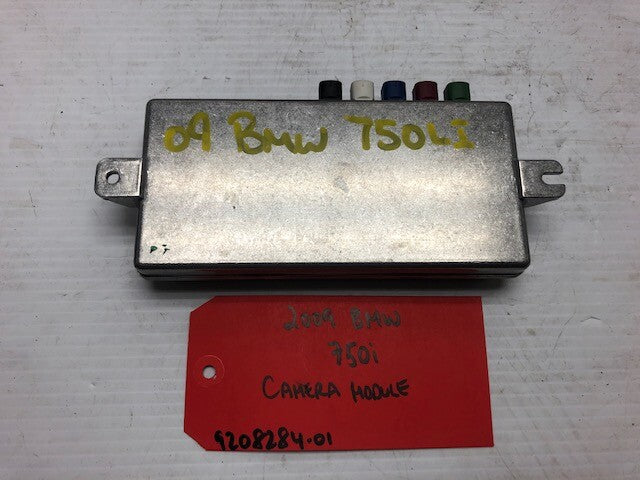 09 BMW 750LI
P J
2009 BMW
750i
CAMERA MODULE
9208284-01